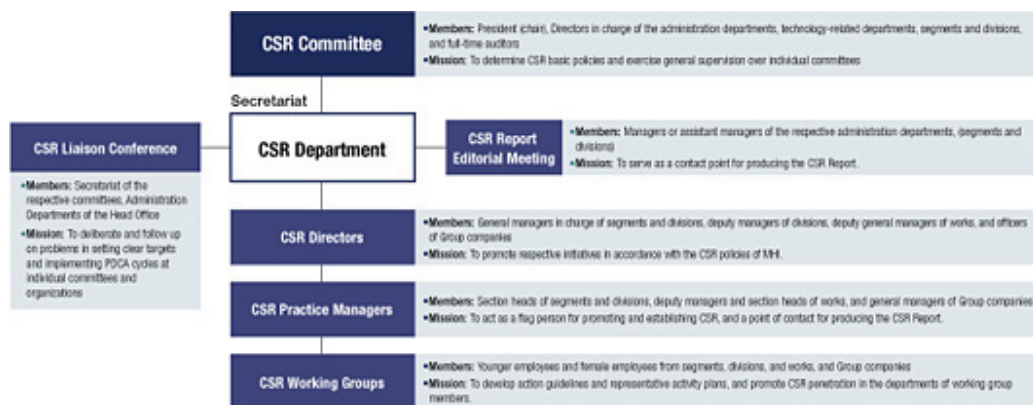 CSR Committee
•Members: President (chair), Directors in charge of the administration departments, technology-related departments, segments and divisions,
and full-time auditors
•Mission: To determine CSR basic policies and exercise general supervision over individual committees
Secretariat
CSR Liaison Conference
•Members: Secretariat of the
respective committees, Administration
Departments of the Head Office
•Mission: To deliberate and follow up
on problems in setting clear targets
and implementing PDCA cycles at
individual committees and
organizations
CSR Department
CSR Report
Editorial Meeting
•Members: Managers or assistant managers of the respective administration departments, (segments and
divisions)
•Mission: To serve as a contact point for producing the CSR Report.
CSR Directors
•Members: General managers in charge of segments and divisions, deputy managers of divisions, deputy general managers of works, and officers
of Group companies
•Mission: To promote respective initiatives in accordance with the CSR policies of MHI.
CSR Practice Managers
•Members: Section heads of segments and divisions, deputy managers and section heads of works, and general managers of Group companies
•Mission: To act as a flag person for promoting and establishing CSR, and a point of contact for producing the CSR Report.
CSR Working Groups
•Members: Younger employees and female employees from segments, divisions, and works, and Group companies
•Mission: To develop action guidelines and representative activity plans, and promote CSR penetration in the departments of working group
members.